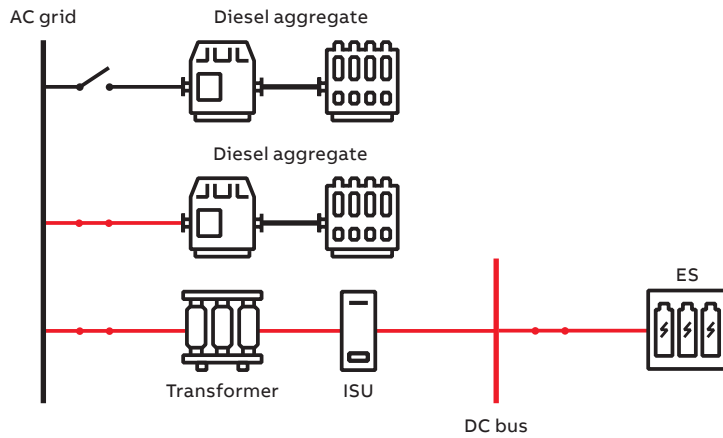 AC grid
Diesel aggregate
Diesel aggregate
ES
Transformer
ISU
DC bus